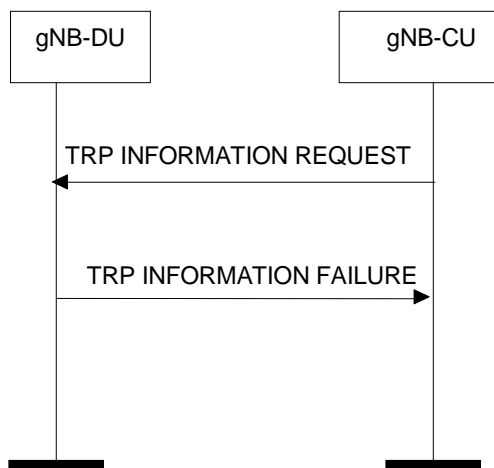 gNB-DU
gNB-CU
TRP INFORMATION REQUEST
TRP INFORMATION FAILURE